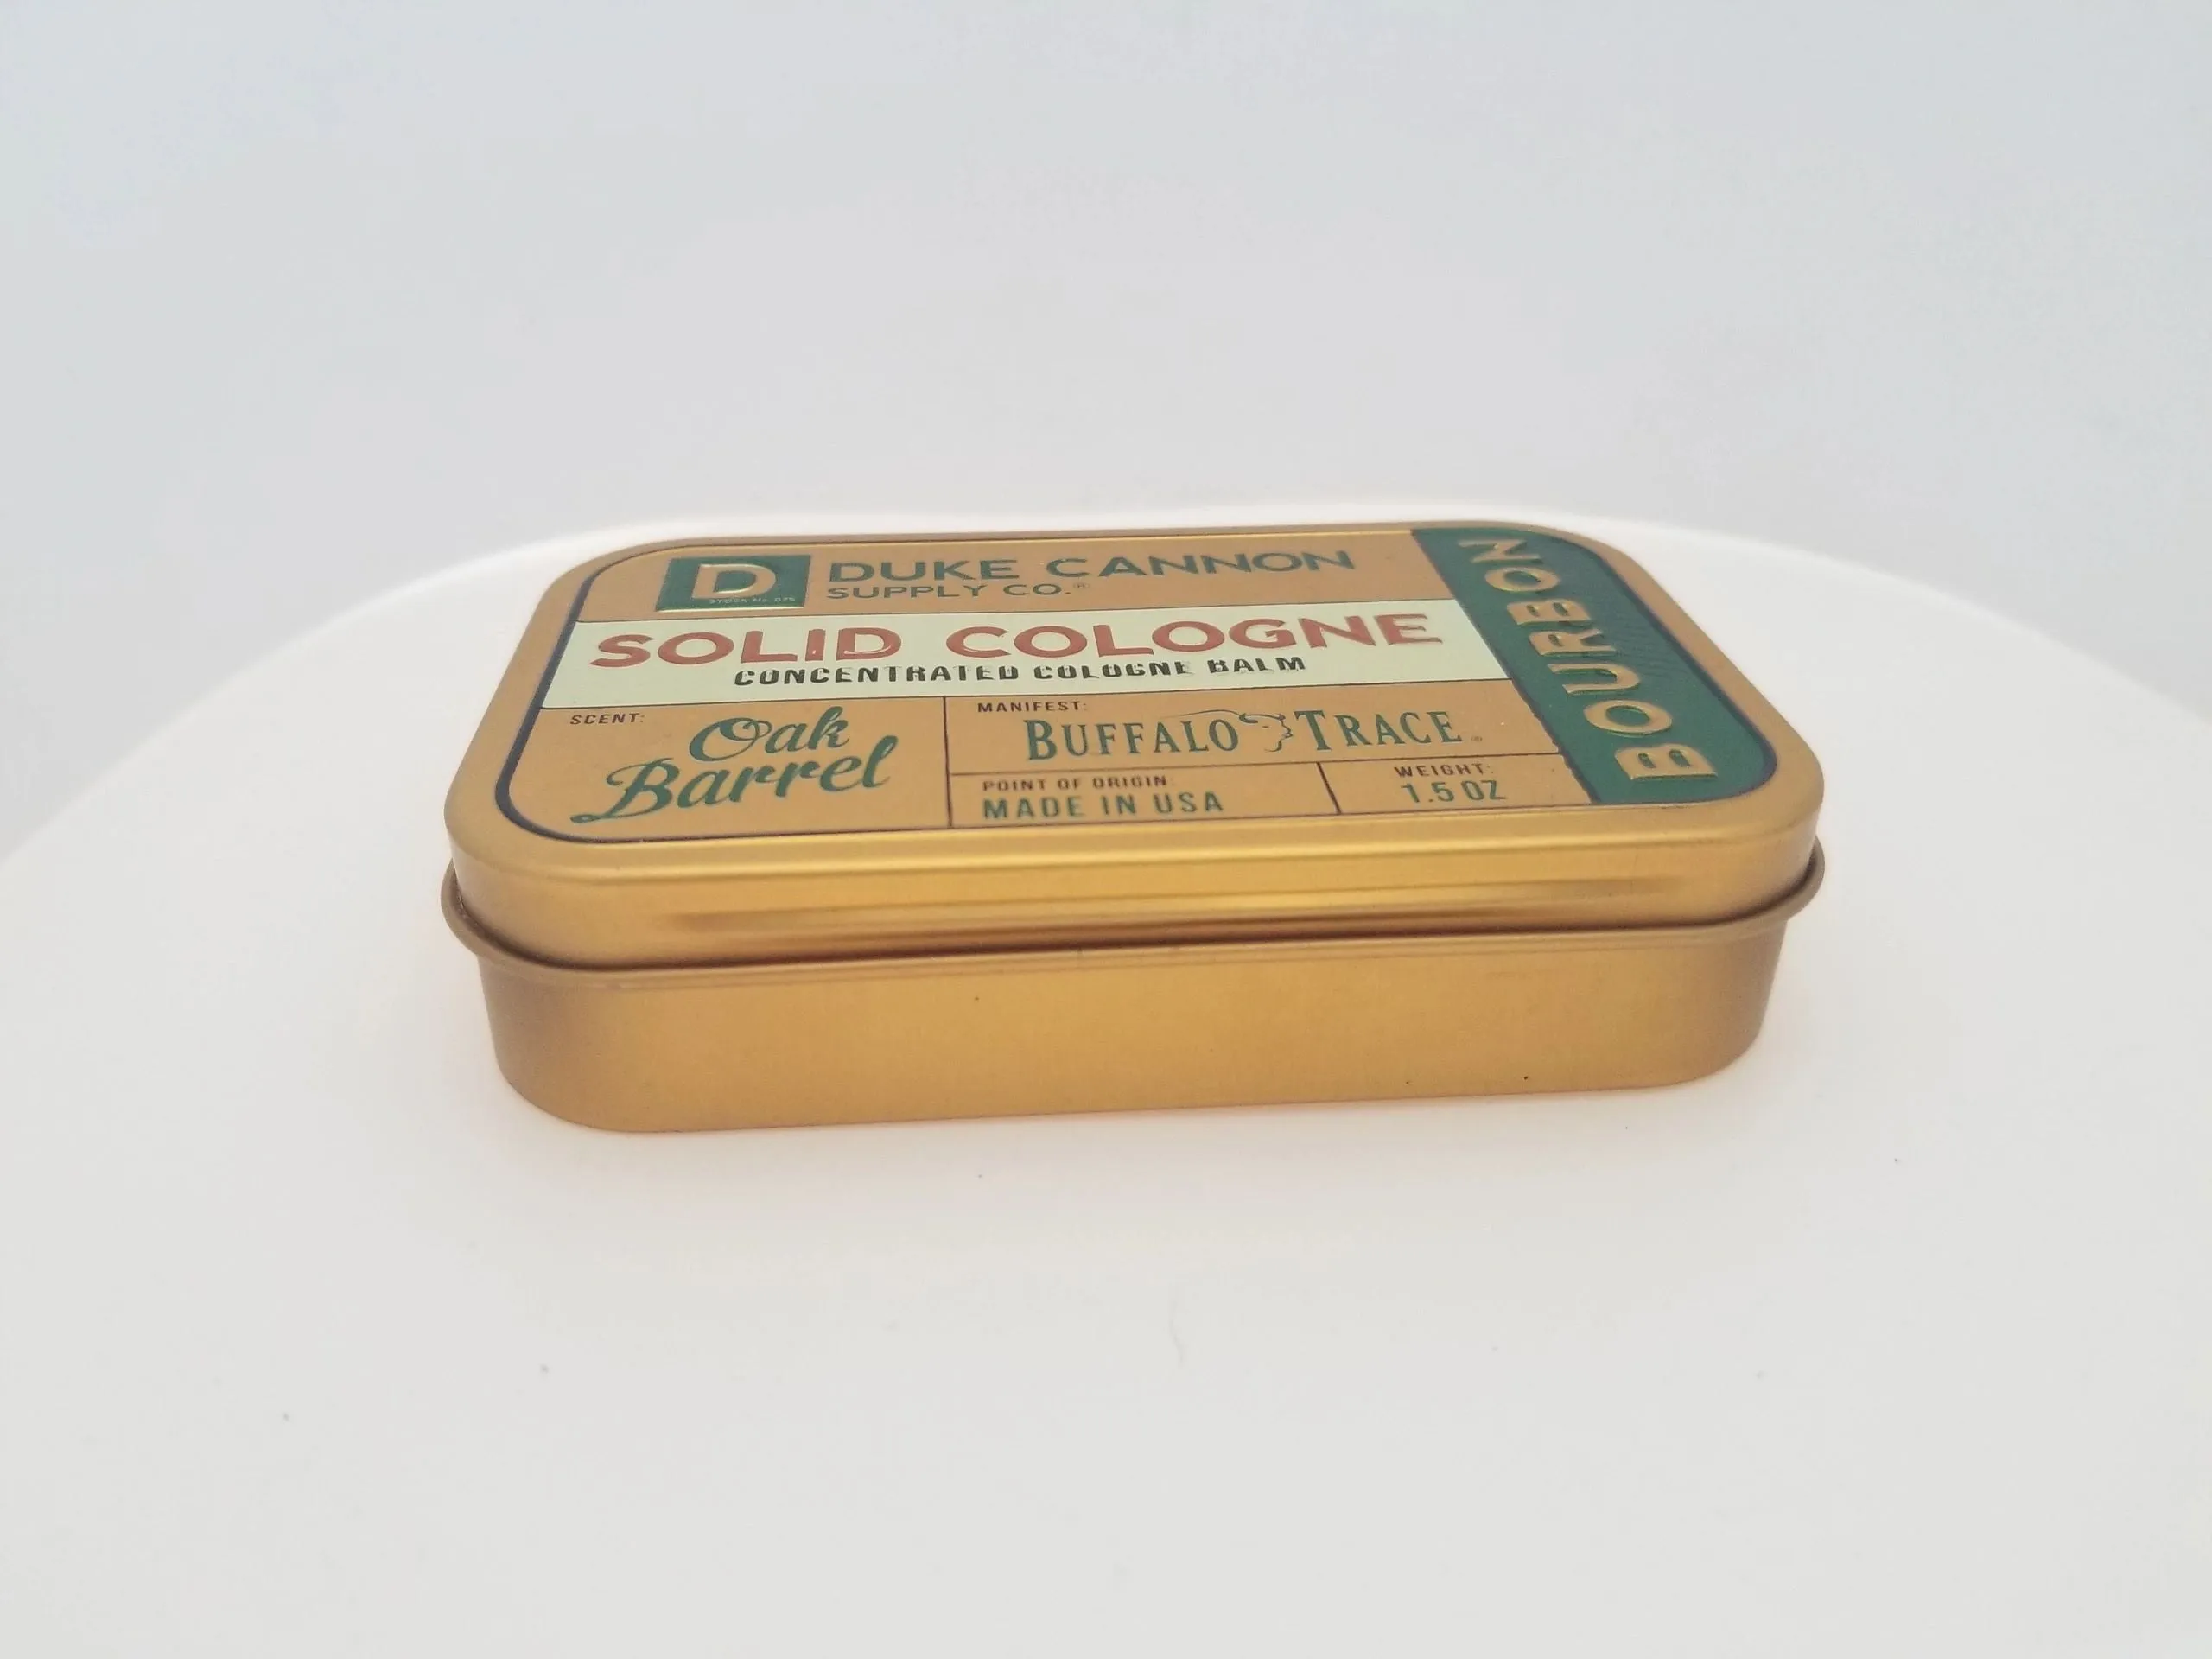 D
DUKE CANNON
SUPPLY CO.®
SOLID COLOGNE
CONCENTRATED COLOGNE BALM
SCENT:
Oak
Barrel
MANIFEST:
BUFFALO TRACE
POINT OF ORIGIN
MADE IN USA
WEIGHT:
1.5 OZ
BOURBON